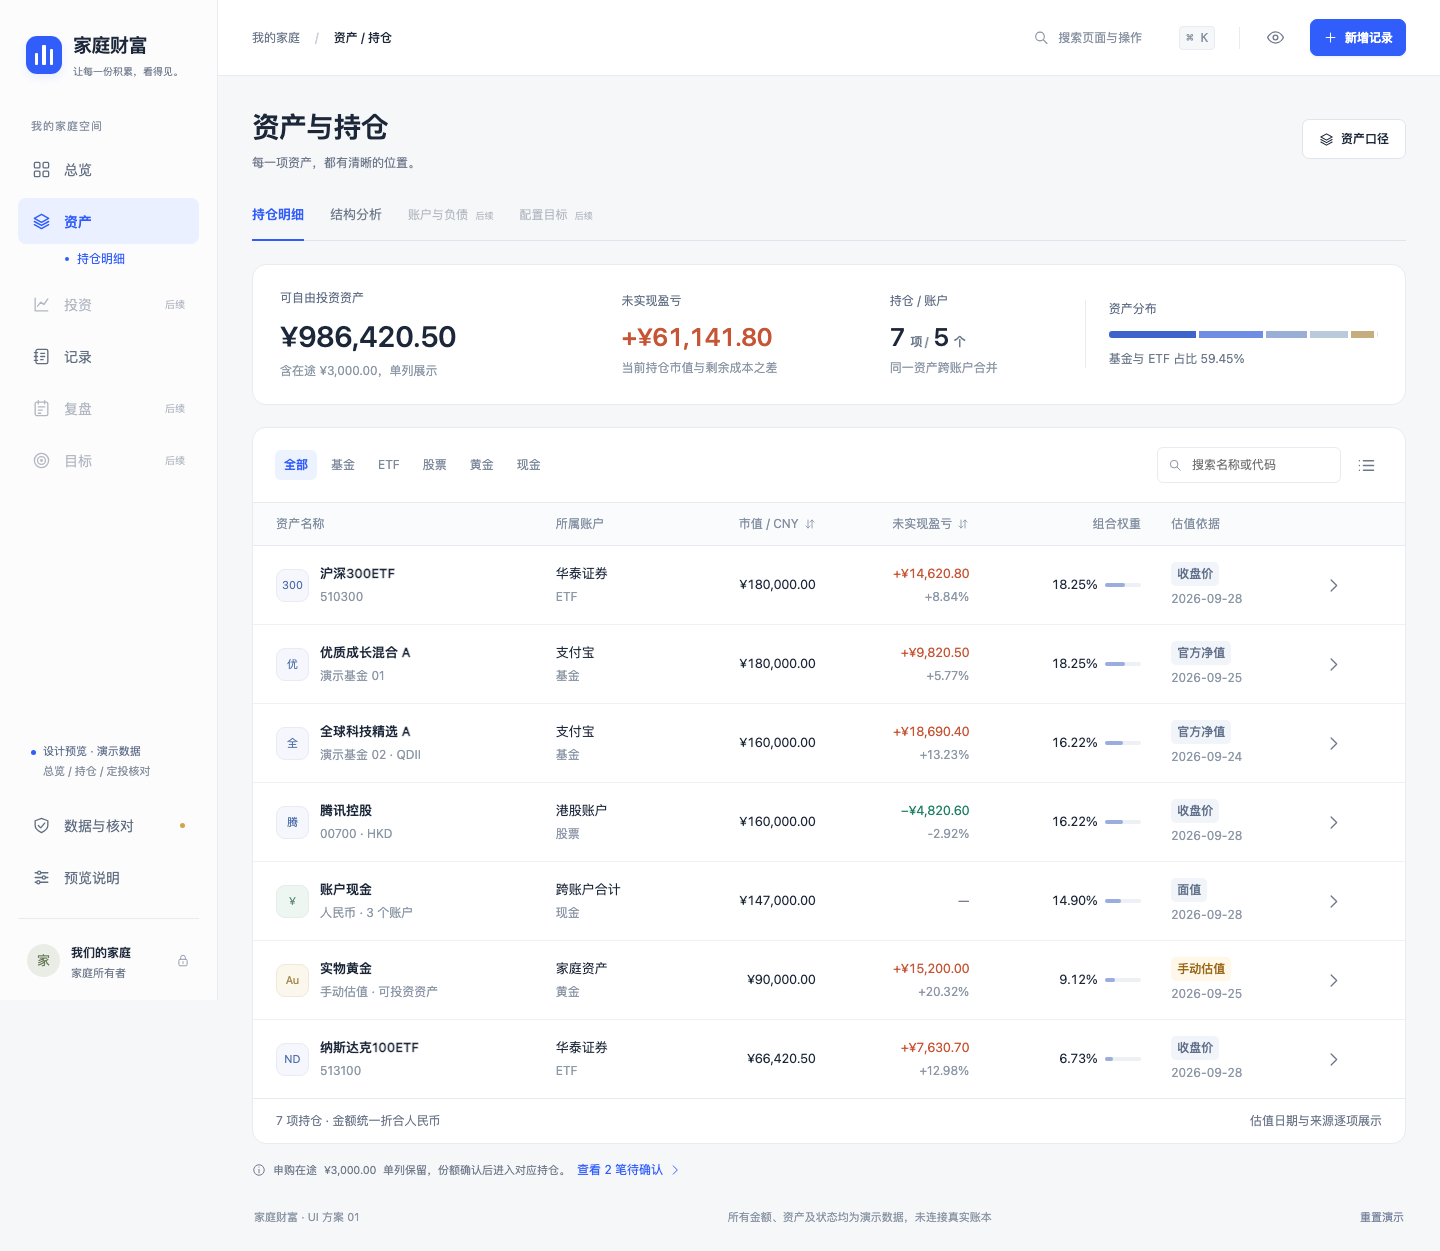 家庭财富
让每一份积累，看得见。
我的家庭空间
总览
资产
持仓明细
投资 后续
记录
复盘 后续
目标 后续
设计预览 · 演示数据
总览 / 持仓 / 定投核对
数据与核对
预览说明
家
我们的家庭
家庭所有者
我的家庭 / 资产 / 持仓
搜索页面与操作 ⌘ K
新增记录
资产与持仓
每一项资产，都有清晰的位置。
资产口径
持仓明细 结构分析 账户与负债 后续 配置目标 后续
可自由投资资产
¥986,420.50
含在途 ¥3,000.00，单列展示
未实现盈亏
+¥61,141.80
当前持仓市值与剩余成本之差
持仓 / 账户
7 项 / 5 个
同一资产跨账户合并
资产分布
基金与 ETF 占比 59.45%
全部 基金 ETF 股票 黄金 现金
搜索名称或代码
资产名称 所属账户 市值 / CNY 未实现盈亏 组合权重 估值依据
300 沪深300ETF 华泰证券 ¥180,000.00 +¥14,620.80 18.25% 收盘价
510300 ETF +8.84% 2026-09-28
优 优质成长混合 A 支付宝 ¥180,000.00 +¥9,820.50 18.25% 官方净值
演示基金 01 基金 +5.77% 2026-09-25
全 全球科技精选 A 支付宝 ¥160,000.00 +¥18,690.40 16.22% 官方净值
演示基金 02 · QDII 基金 +13.23% 2026-09-24
腾 腾讯控股 港股账户 ¥160,000.00 −¥4,820.60 16.22% 收盘价
00700 · HKD 股票 -2.92% 2026-09-28
¥ 账户现金 跨账户合计 ¥147,000.00 — 14.90% 面值
人民币 · 3 个账户 现金 2026-09-28
Au 实物黄金 家庭资产 ¥90,000.00 +¥15,200.00 9.12% 手动估值
手动估值 · 可投资资产 黄金 +20.32% 2026-09-25
ND 纳斯达克100ETF 华泰证券 ¥66,420.50 +¥7,630.70 6.73% 收盘价
513100 ETF +12.98% 2026-09-28
7 项持仓 · 金额统一折合人民币 估值日期与来源逐项展示
申购在途 ¥3,000.00 单列保留，份额确认后进入对应持仓。 查看 2 笔待确认
家庭财富 · UI 方案 01 所有金额、资产及状态均为演示数据，未连接真实账本 重置演示